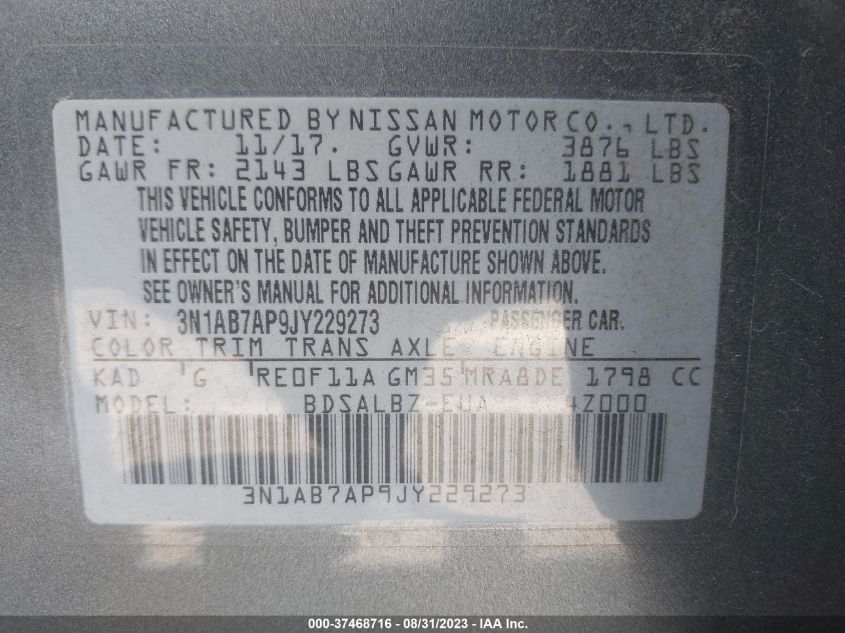 MANUFACTURED BY NISSAN MOTOR CO., LTD.
DATE: 11/17. GVWR: 3876 LBS
GAWR FR: 2143 LBS GAWR RR: 1881 LBS
THIS VEHICLE CONFORMS TO ALL APPLICABLE FEDERAL MOTOR
VEHICLE SAFETY, BUMPER AND THEFT PREVENTION STANDARDS
IN EFFECT ON THE DATE OF MANUFACTURE SHOWN ABOVE.
SEE OWNER'S MANUAL FOR ADDITIONAL INFORMATION.
VIN: 3N1AB7AP9JY229273 PASSENGER CAR.
COLOR TRIM TRANS AXLE ENGINE
KAD G RE0F11A GM35 MRA8DE 1798 CC
MODEL: BDSALBZ-EUA 4Z000
3N1AB7AP9JY229273
000-37468716 - 08/31/2023 - IAA Inc.